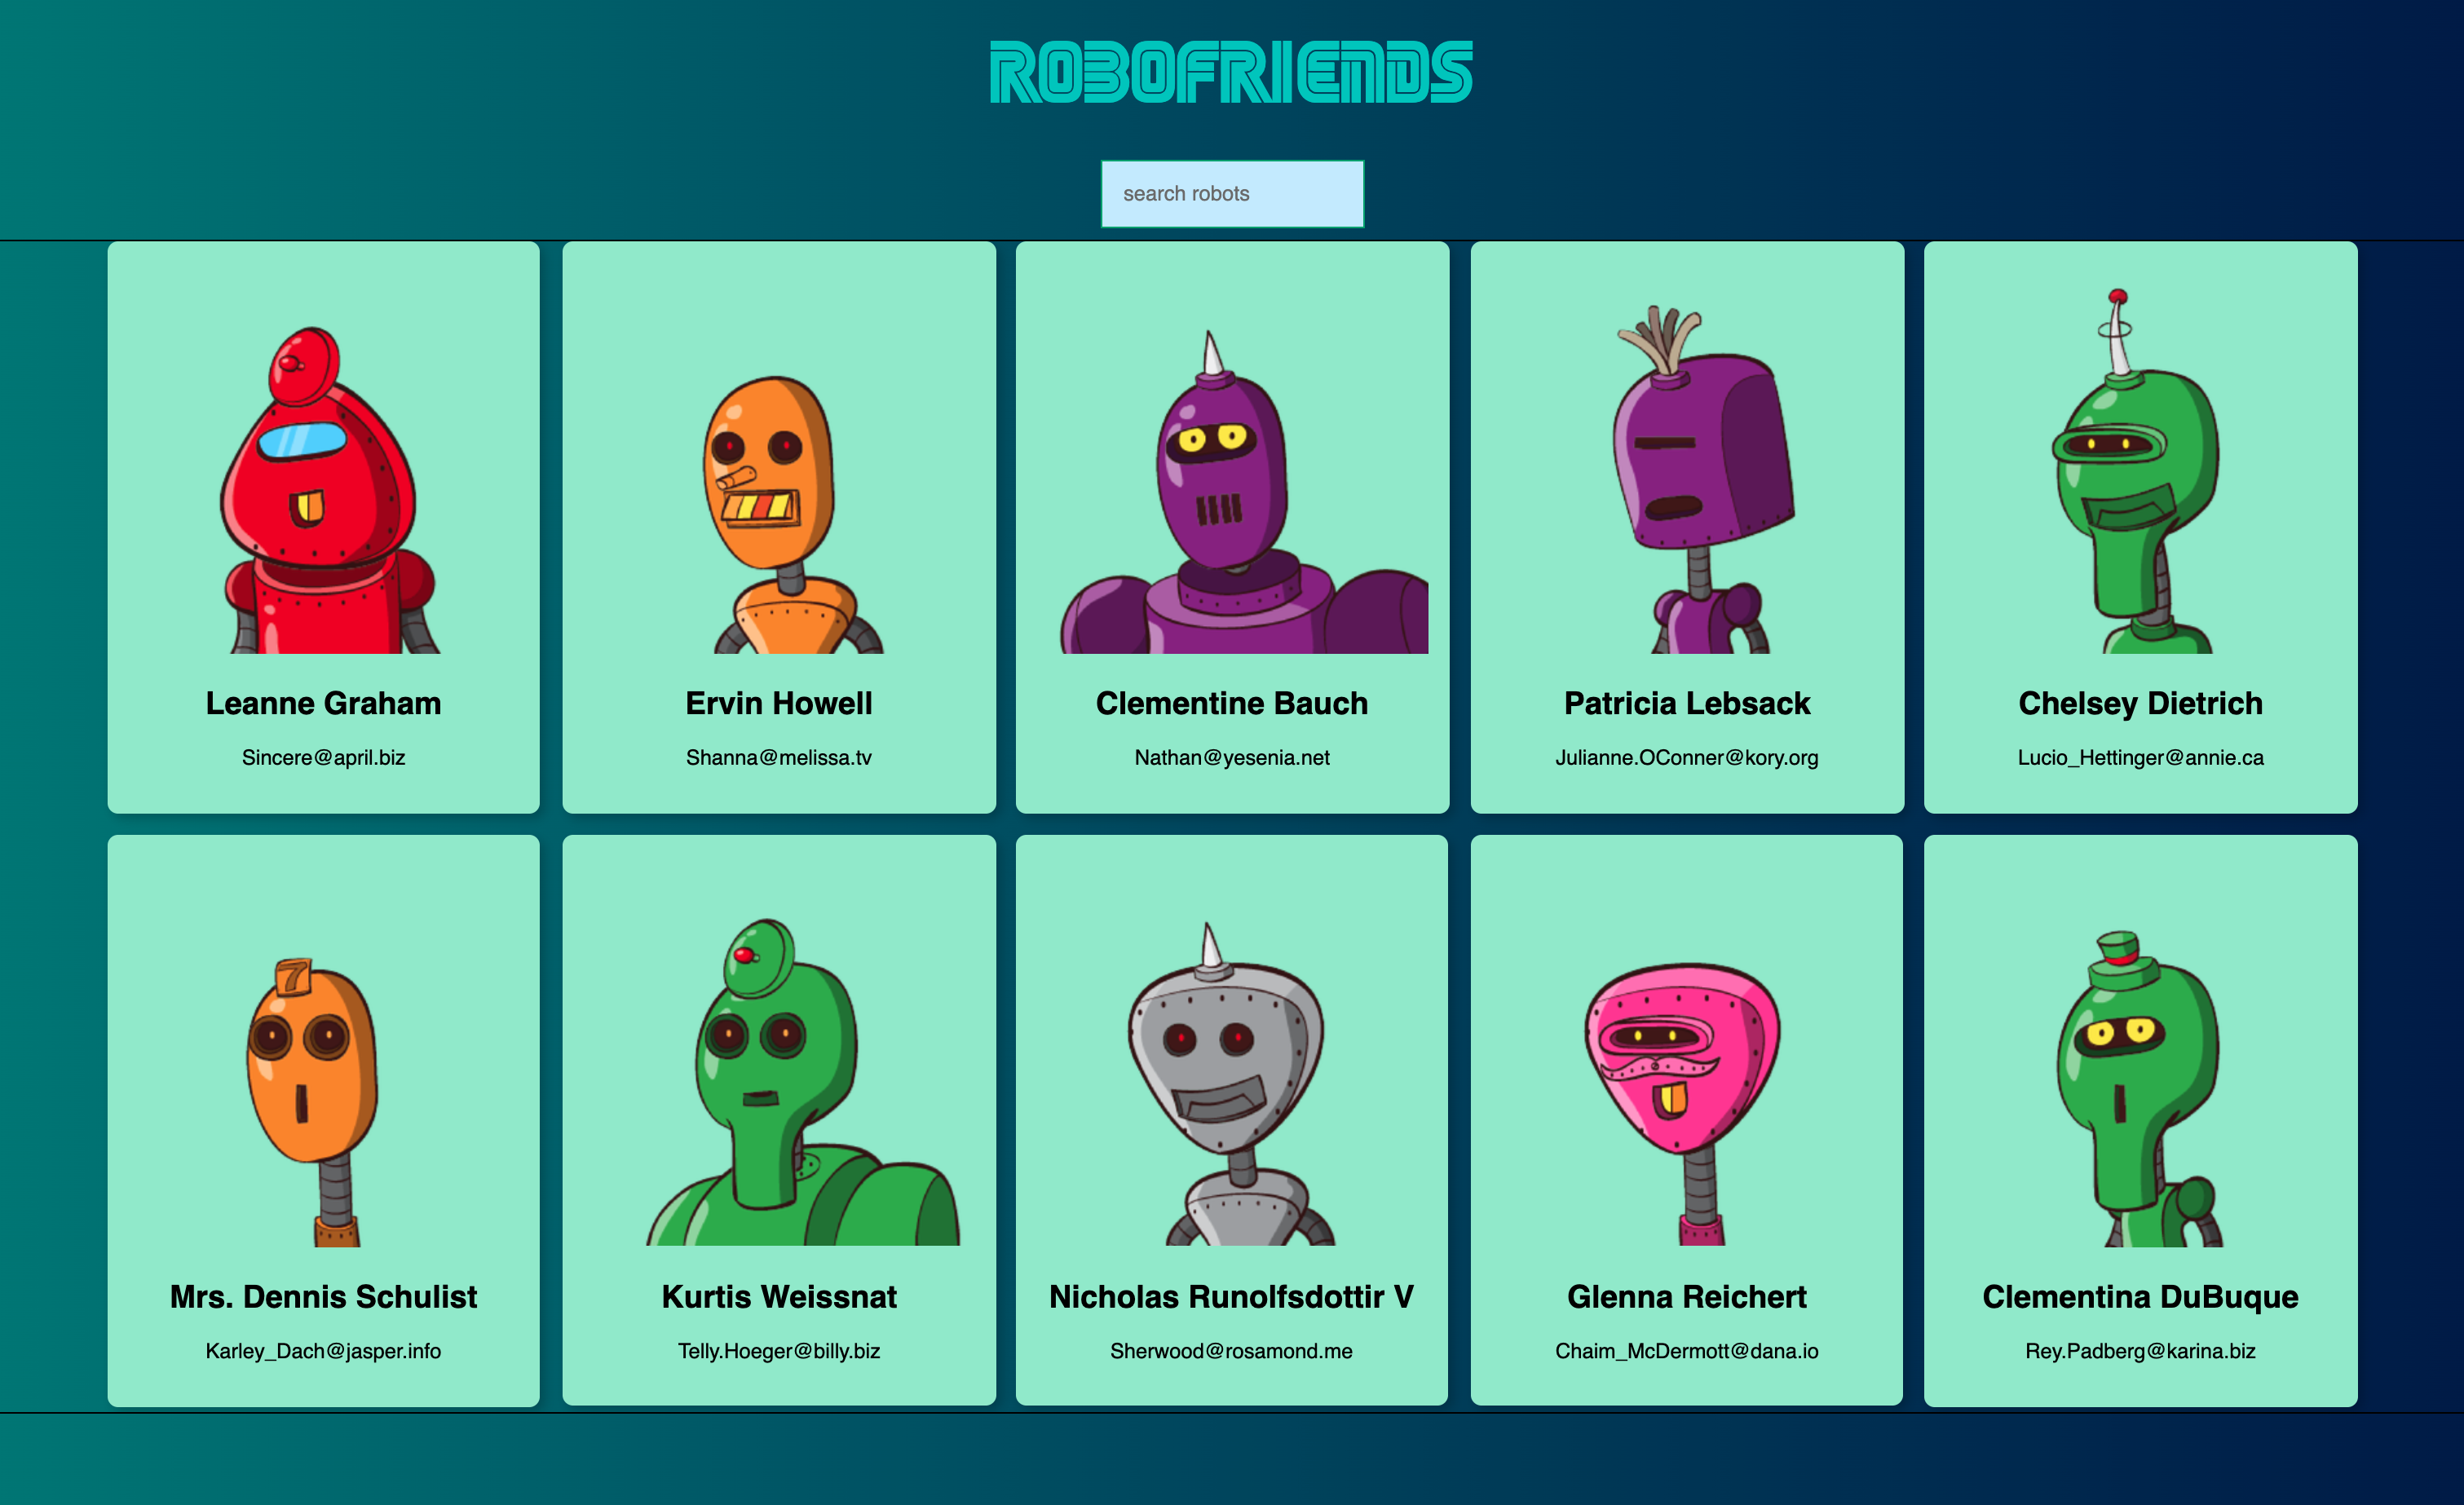 ROBOFRIENDS
search robots
Leanne Graham
Sincere@april.biz
Ervin Howell
Shanna@melissa.tv
Clementine Bauch
Nathan@yesenia.net
Patricia Lebsack
Julianne.OConner@kory.org
Chelsey Dietrich
Lucio_Hettinger@annie.ca
7
Mrs. Dennis Schulist
Karley_Dach@jasper.info
Kurtis Weissnat
Telly.Hoeger@billy.biz
Nicholas Runolfsdottir V
Sherwood@rosamond.me
Glenna Reichert
Chaim_McDermott@dana.io
Clementina DuBuque
Rey.Padberg@karina.biz